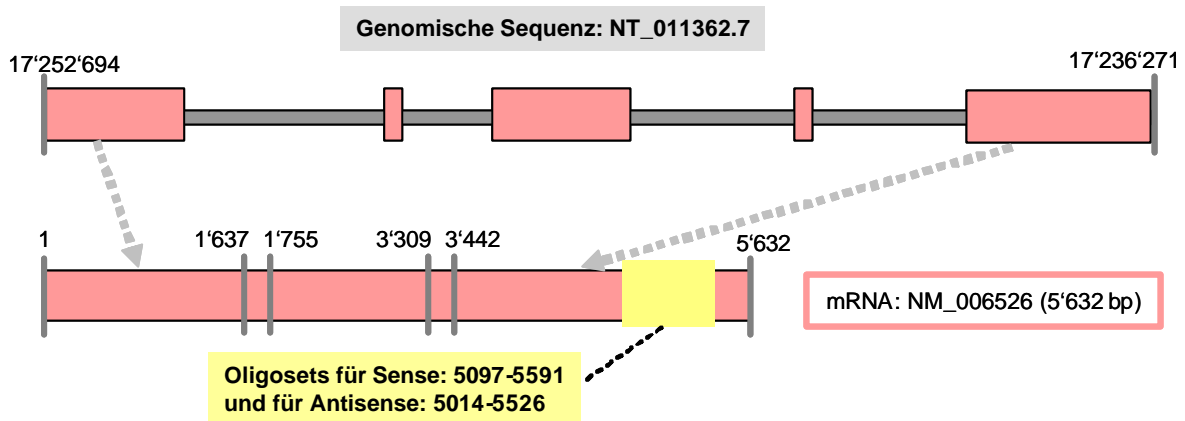 Genomische Sequenz: NT_011362.7
17‘252‘694
17‘236‘271
1
1‘637
1‘755
3‘309
3‘442
5‘632
mRNA: NM_006526 (5‘632 bp)
Oligosets für Sense: 5097-5591
und für Antisense: 5014-5526